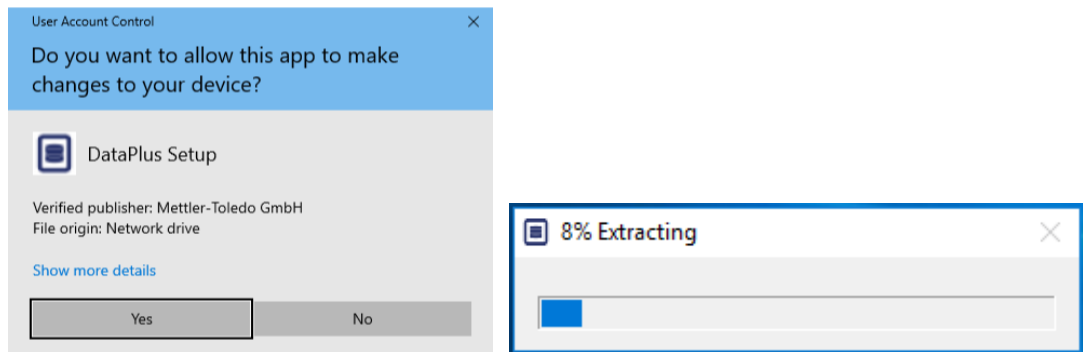 User Account Control
Do you want to allow this app to make
changes to your device?
DataPlus Setup
Verified publisher: Mettler-Toledo GmbH
File origin: Network drive
Show more details
Yes
No
8% Extracting